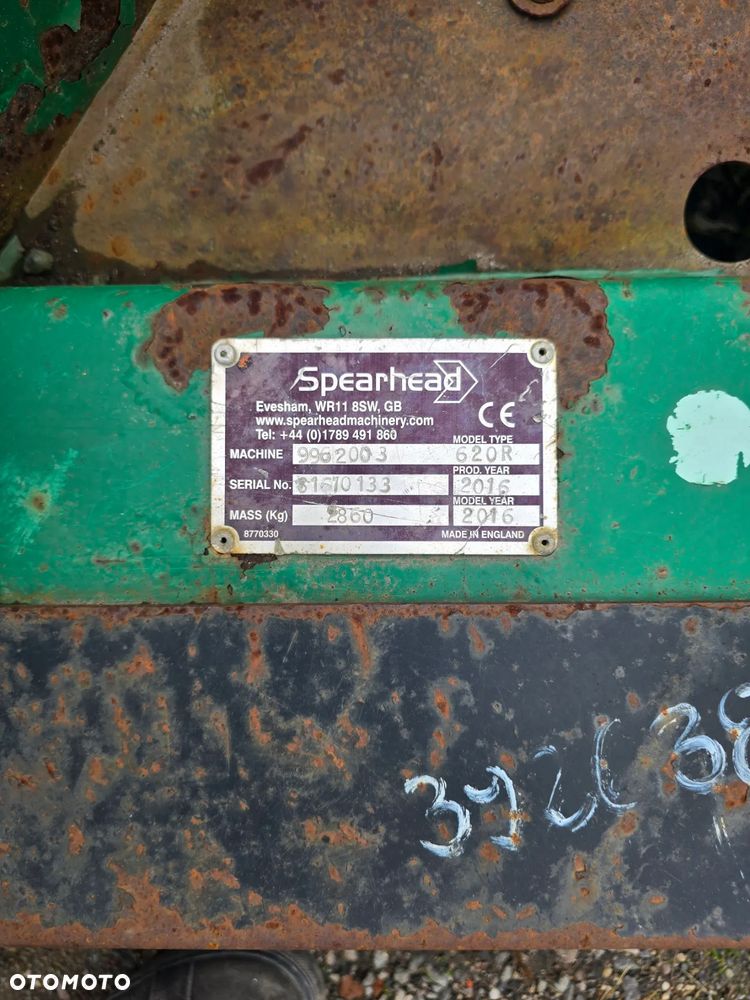 Spearhead
Evesham, WR11 8SW, GB
www.spearheadmachinery.com
Tel: +44 (0)1789 491 860
CE
MODEL TYPE
MACHINE 9962003 620R
PROD. YEAR
SERIAL No. 61610133 2016
MODEL YEAR
MASS (Kg) 2860 2016
8770330 MADE IN ENGLAND
OTOMOTO